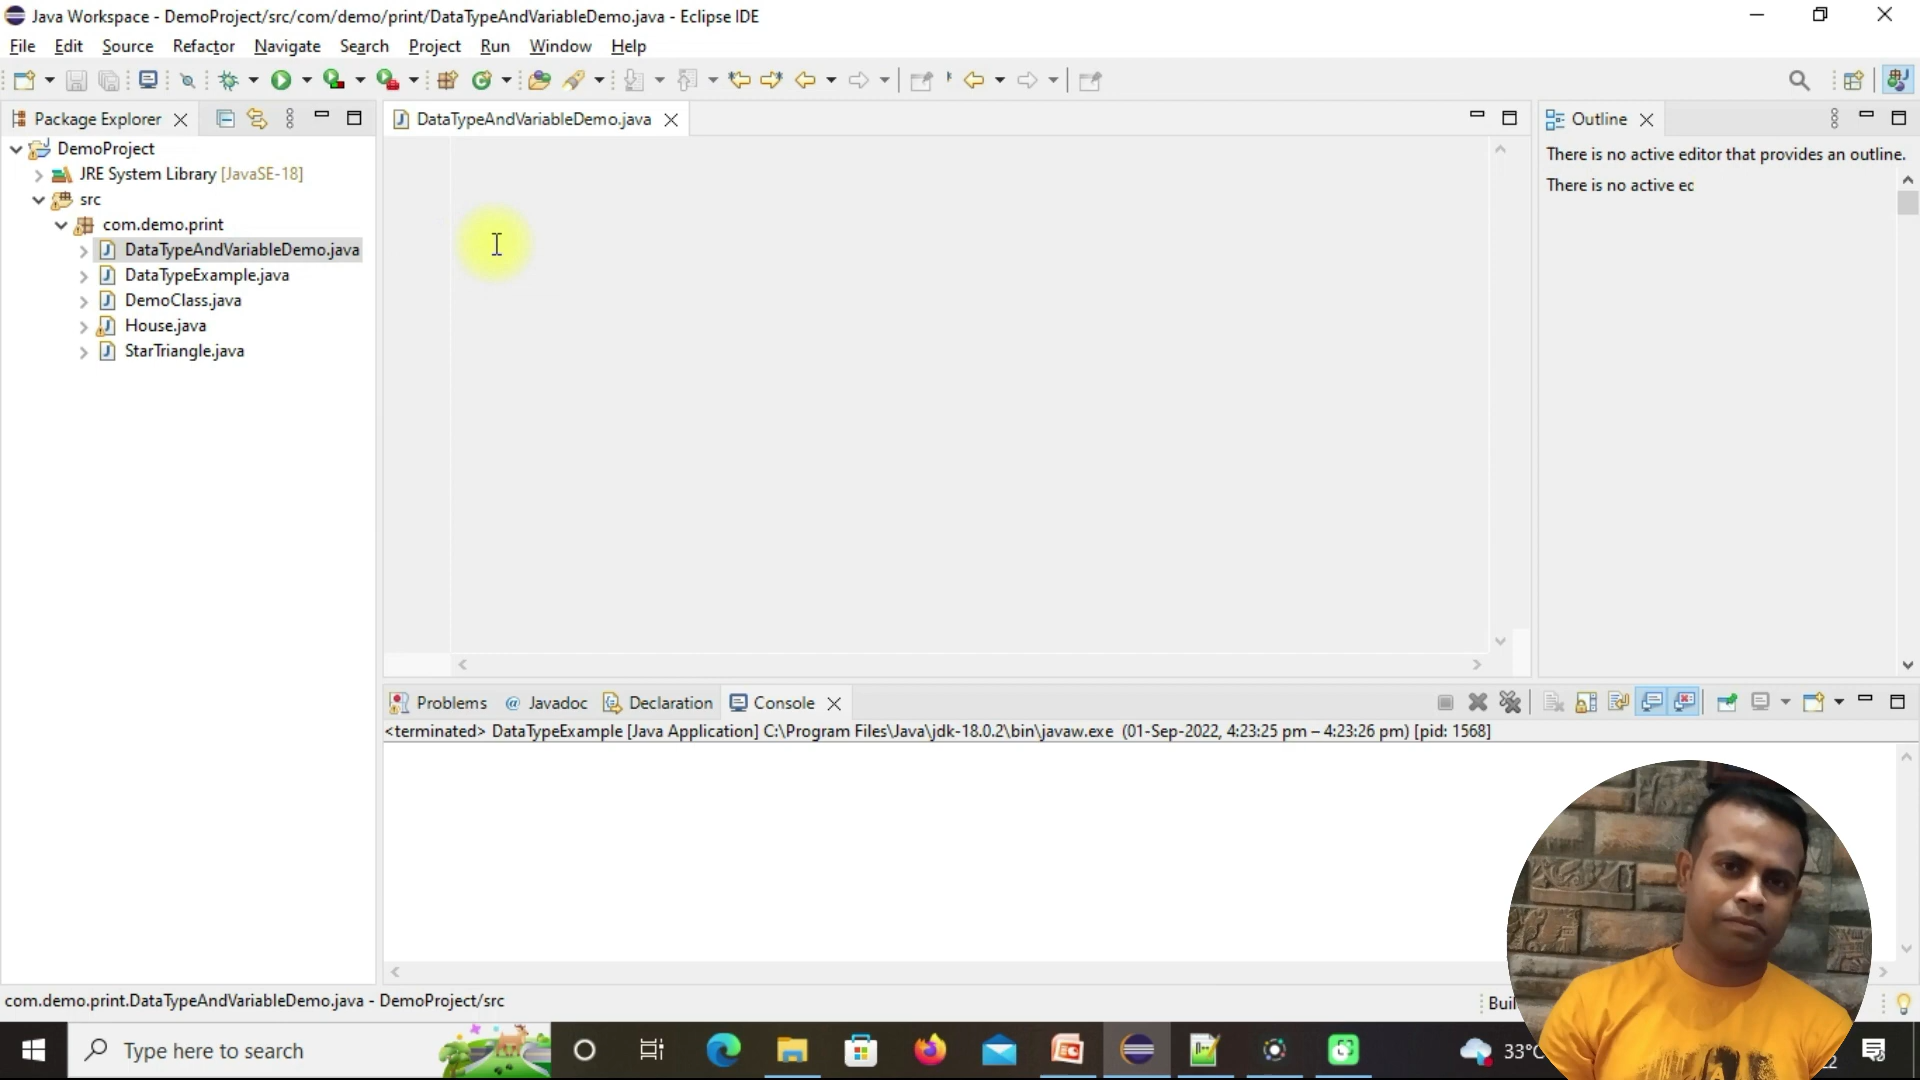 Java Workspace - DemoProject/src/com/demo/print/DataTypeAndVariableDemo.java - Eclipse IDE
File Edit Source Refactor Navigate Search Project Run Window Help
Package Explorer
DataTypeAndVariableDemo.java
Outline
DemoProject
JRE System Library [JavaSE-18]
src
com.demo.print
DataTypeAndVariableDemo.java
DataTypeExample.java
DemoClass.java
House.java
StarTriangle.java
There is no active editor that provides an outline.
There is no active ec
Problems @ Javadoc Declaration Console
<terminated> DataTypeExample [Java Application] C:\Program Files\Java\jdk-18.0.2\bin\javaw.exe (01-Sep-2022, 4:23:25 pm – 4:23:26 pm) [pid: 1568]
com.demo.print.DataTypeAndVariableDemo.java - DemoProject/src
Type here to search
33°C